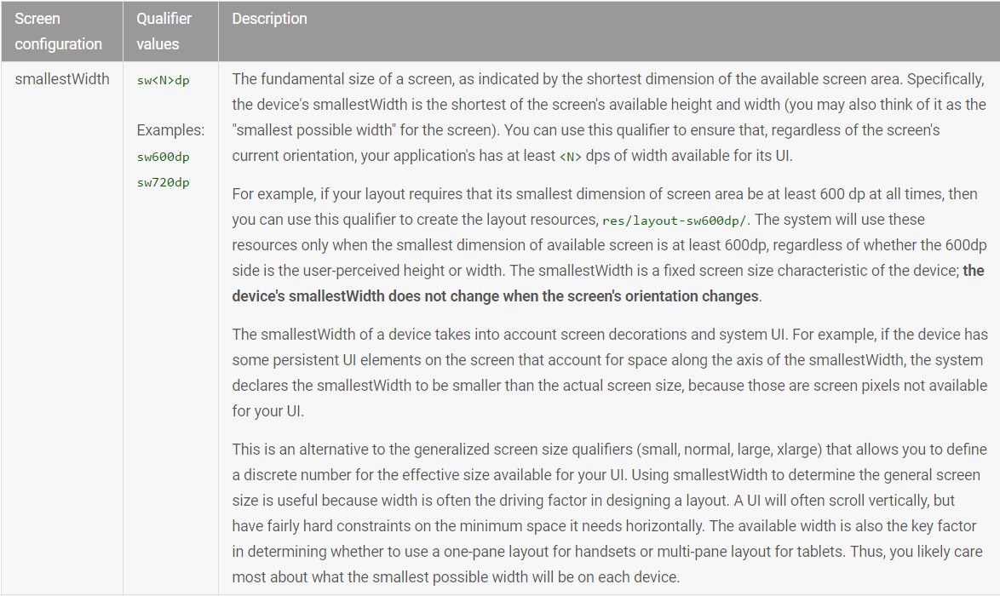 Screen configuration
Qualifier values
Description
smallestWidth
sw<N>dp
Examples:
sw600dp
sw720dp
The fundamental size of a screen, as indicated by the shortest dimension of the available screen area. Specifically,
the device's smallestWidth is the shortest of the screen's available height and width (you may also think of it as the
"smallest possible width" for the screen). You can use this qualifier to ensure that, regardless of the screen's
current orientation, your application's has at least <N> dps of width available for its UI.
For example, if your layout requires that its smallest dimension of screen area be at least 600 dp at all times, then
you can use this qualifier to create the layout resources, res/layout-sw600dp/. The system will use these
resources only when the smallest dimension of available screen is at least 600dp, regardless of whether the 600dp
side is the user-perceived height or width. The smallestWidth is a fixed screen size characteristic of the device; the
device's smallestWidth does not change when the screen's orientation changes.
The smallestWidth of a device takes into account screen decorations and system UI. For example, if the device has
some persistent UI elements on the screen that account for space along the axis of the smallestWidth, the system
declares the smallestWidth to be smaller than the actual screen size, because those are screen pixels not available
for your UI.
This is an alternative to the generalized screen size qualifiers (small, normal, large, xlarge) that allows you to define
a discrete number for the effective size available for your UI. Using smallestWidth to determine the general screen
size is useful because width is often the driving factor in designing a layout. A UI will often scroll vertically, but
have fairly hard constraints on the minimum space it needs horizontally. The available width is also the key factor
in determining whether to use a one-pane layout for handsets or multi-pane layout for tablets. Thus, you likely care
most about what the smallest possible width will be on each device.